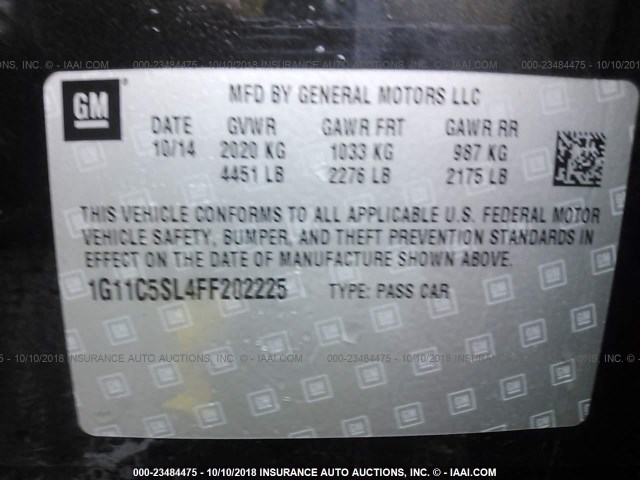 000-23484475 - 10/10/2018 INSURANCE AUTO AUCTIONS, INC. - © IAAI.COM
GM®
MFD BY GENERAL MOTORS LLC
DATE GVWR GAWR FRT GAWR RR
10/14 2020 KG 1033 KG 987 KG
4451 LB 2276 LB 2175 LB
THIS VEHICLE CONFORMS TO ALL APPLICABLE U.S. FEDERAL MOTOR
VEHICLE SAFETY, BUMPER, AND THEFT PREVENTION STANDARDS IN
EFFECT ON THE DATE OF MANUFACTURE SHOWN ABOVE.
1G11C5SL4FF202225 TYPE: PASS CAR
000-23484475 - 10/10/2018 INSURANCE AUTO AUCTIONS, INC. - © IAAI.COM